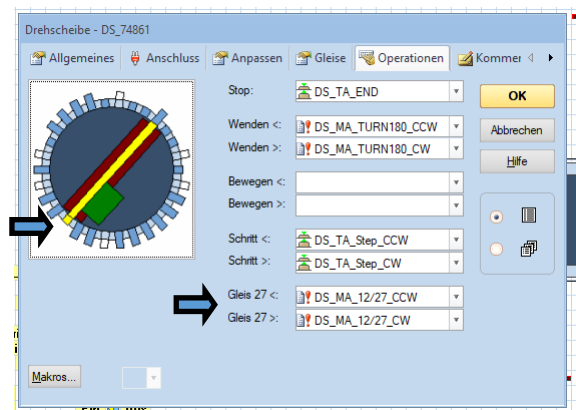 Drehscheibe - DS_74861
Allgemeines Anschluss Anpassen Gleise Operationen Kommer
Stop: DS_TA_END
OK
Wenden <: DS_MA_TURN180_CCW
Abbrechen
Wenden >: DS_MA_TURN180_CW
Hilfe
Bewegen <:
Bewegen >:
Schritt <: DS_TA_Step_CCW
Schritt >: DS_TA_Step_CW
Gleis 27 <: DS_MA_12/27_CCW
Gleis 27 >: DS_MA_12/27_CW
Makros...